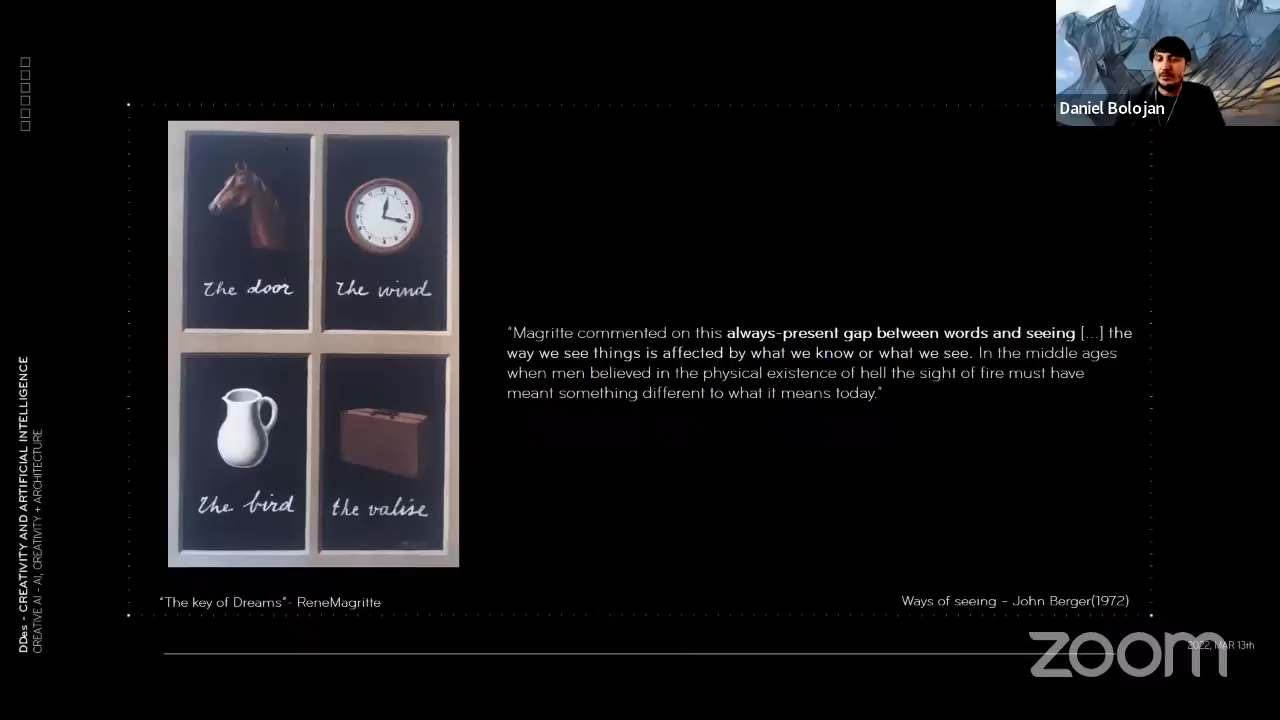 Daniel Bolojan
The door
The wind
The bird
the valise
"Magritte commented on this always-present gap between words and seeing [...] the
way we see things is affected by what we know or what we see. In the middle ages
when men believed in the physical existence of hell the sight of fire must have
meant something different to what it means today."
"The key of Dreams"- ReneMagritte
Ways of seeing – John Berger(1972)
DDes - CREATIVITY AND ARTIFICIAL INTELLIGENCE
CREATIVE AI - AI, CREATIVITY + ARCHITECTURE
2022, MAR 13th
zoom